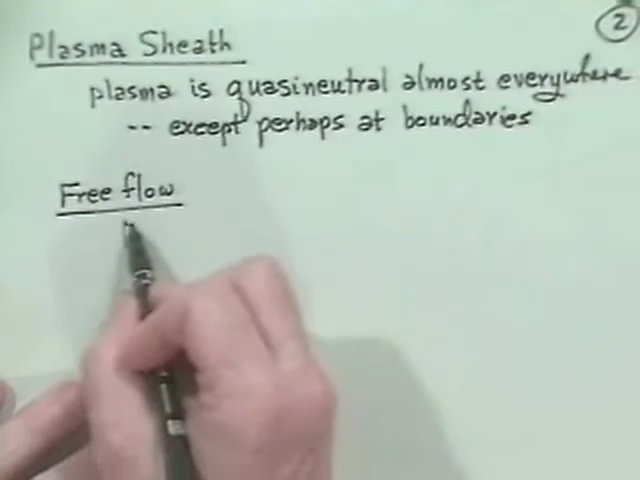 2
Plasma Sheath
plasma is quasineutral almost everywhere
-- except perhaps at boundaries
Free flow